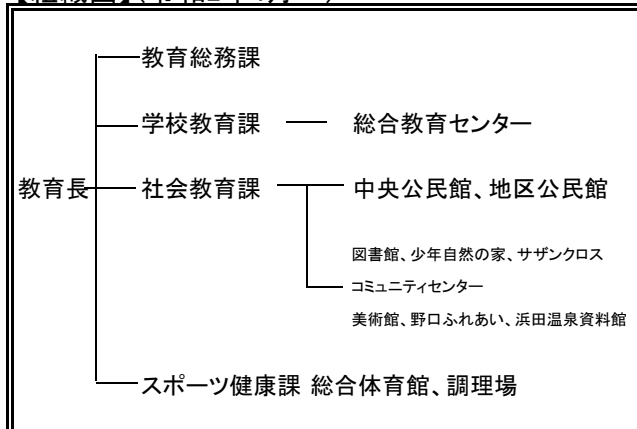 教育総務課
学校教育課 総合教育センター
教育長 社会教育課 中央公民館、地区公民館
図書館、少年自然の家、サザンクロス
コミュニティセンター
美術館、野口ふれあい、浜田温泉資料館
スポーツ健康課 総合体育館、調理場